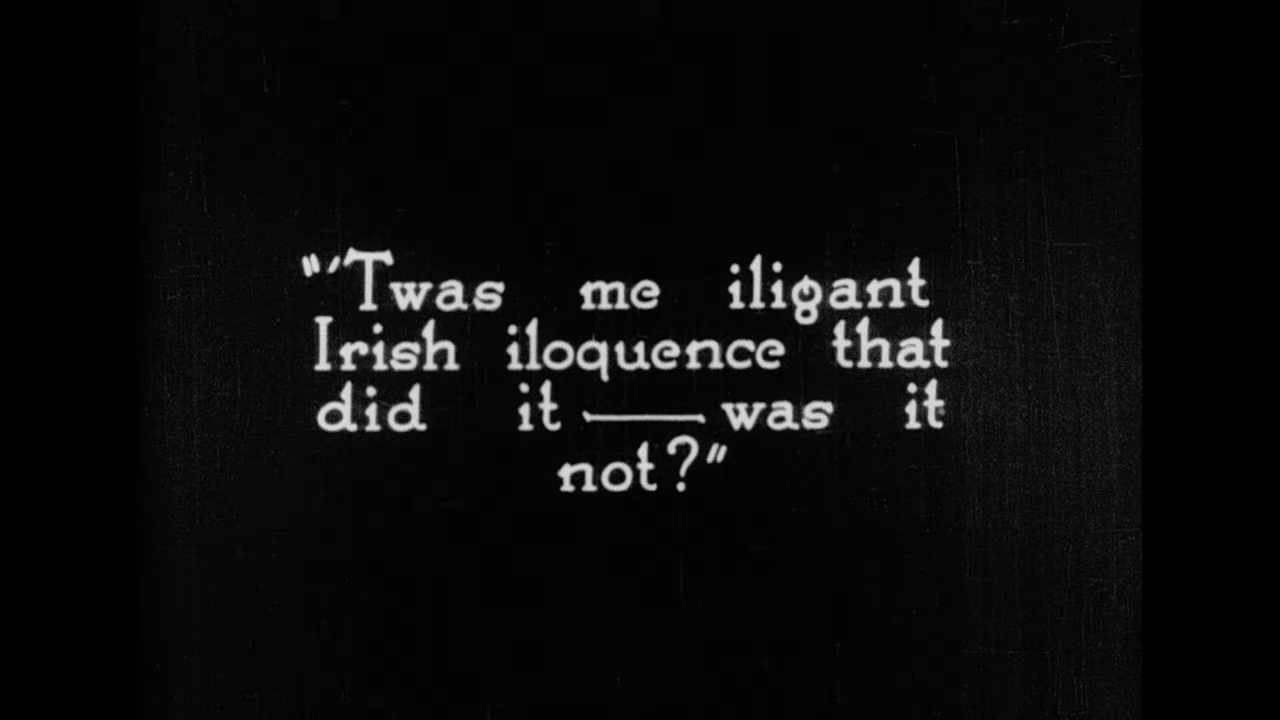 "'Twas me iligant
Irish iloquence that
did it — was it
not?"